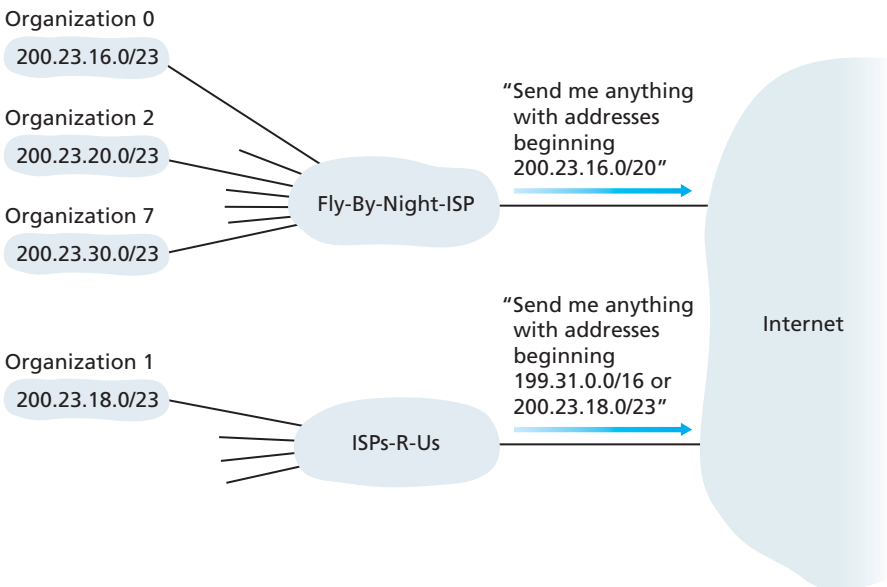 Organization 0
200.23.16.0/23
Organization 2
200.23.20.0/23
Organization 7
200.23.30.0/23
Fly-By-Night-ISP
“Send me anything
with addresses
beginning
200.23.16.0/20”
Organization 1
200.23.18.0/23
ISPs-R-Us
“Send me anything
with addresses
beginning
199.31.0.0/16 or
200.23.18.0/23”
Internet